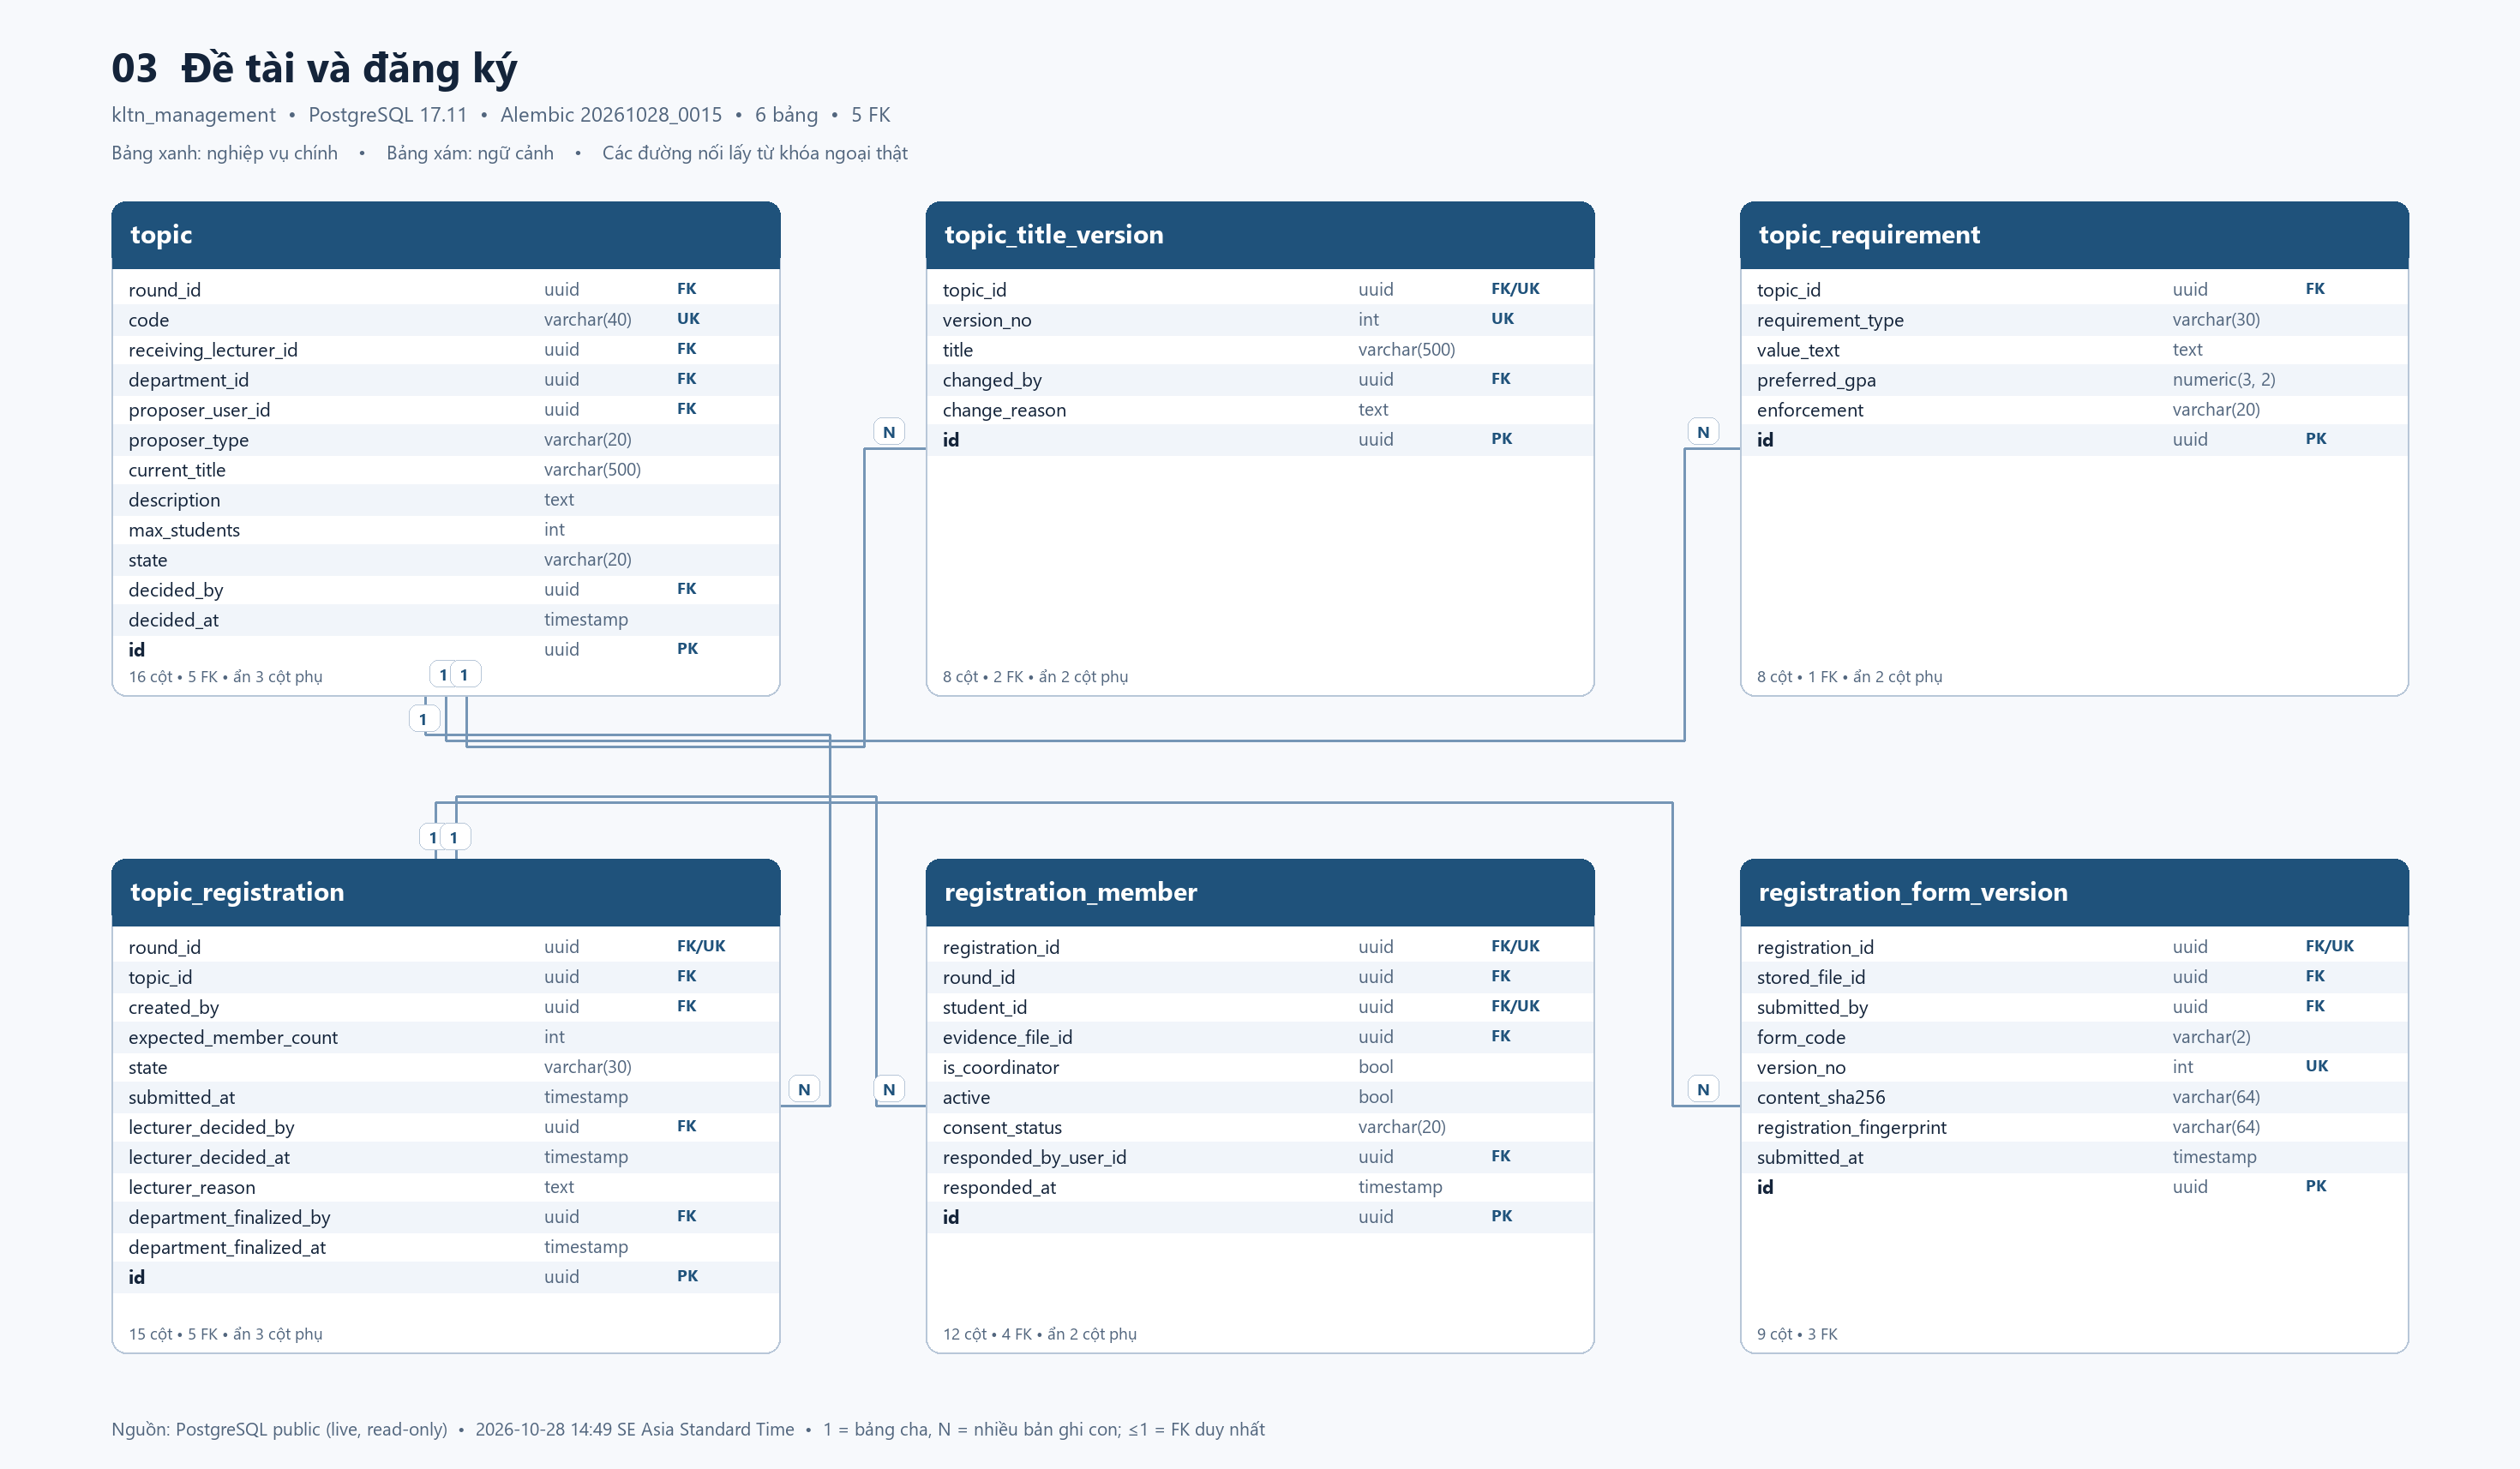 03 Đề tài và đăng ký
kltn_management • PostgreSQL 17.11 • Alembic 20261028_0015 • 6 bảng • 5 FK
Bảng xanh: nghiệp vụ chính • Bảng xám: ngữ cảnh • Các đường nối lấy từ khóa ngoại thật
topic
round_id uuid FK
code varchar(40) UK
receiving_lecturer_id uuid FK
department_id uuid FK
proposer_user_id uuid FK
proposer_type varchar(20)
current_title varchar(500)
description text
max_students int
state varchar(20)
decided_by uuid FK
decided_at timestamp
id uuid PK
16 cột • 5 FK • ẩn 3 cột phụ
1 1
1
topic_title_version
topic_id uuid FK/UK
version_no int UK
title varchar(500)
changed_by uuid FK
change_reason text
id uuid PK
8 cột • 2 FK • ẩn 2 cột phụ
N
topic_requirement
topic_id uuid FK
requirement_type varchar(30)
value_text text
preferred_gpa numeric(3, 2)
enforcement varchar(20)
id uuid PK
8 cột • 1 FK • ẩn 2 cột phụ
N
1 1
topic_registration
round_id uuid FK/UK
topic_id uuid FK
created_by uuid FK
expected_member_count int
state varchar(30)
submitted_at timestamp
lecturer_decided_by uuid FK
lecturer_decided_at timestamp
lecturer_reason text
department_finalized_by uuid FK
department_finalized_at timestamp
id uuid PK
15 cột • 5 FK • ẩn 3 cột phụ
N
N
registration_member
registration_id uuid FK/UK
round_id uuid FK
student_id uuid FK/UK
evidence_file_id uuid FK
is_coordinator bool
active bool
consent_status varchar(20)
responded_by_user_id uuid FK
responded_at timestamp
id uuid PK
12 cột • 4 FK • ẩn 2 cột phụ
N
registration_form_version
registration_id uuid FK/UK
stored_file_id uuid FK
submitted_by uuid FK
form_code varchar(2)
version_no int UK
content_sha256 varchar(64)
registration_fingerprint varchar(64)
submitted_at timestamp
id uuid PK
9 cột • 3 FK
Nguồn: PostgreSQL public (live, read-only) • 2026-10-28 14:49 SE Asia Standard Time • 1 = bảng cha, N = nhiều bản ghi con; ≤1 = FK duy nhất